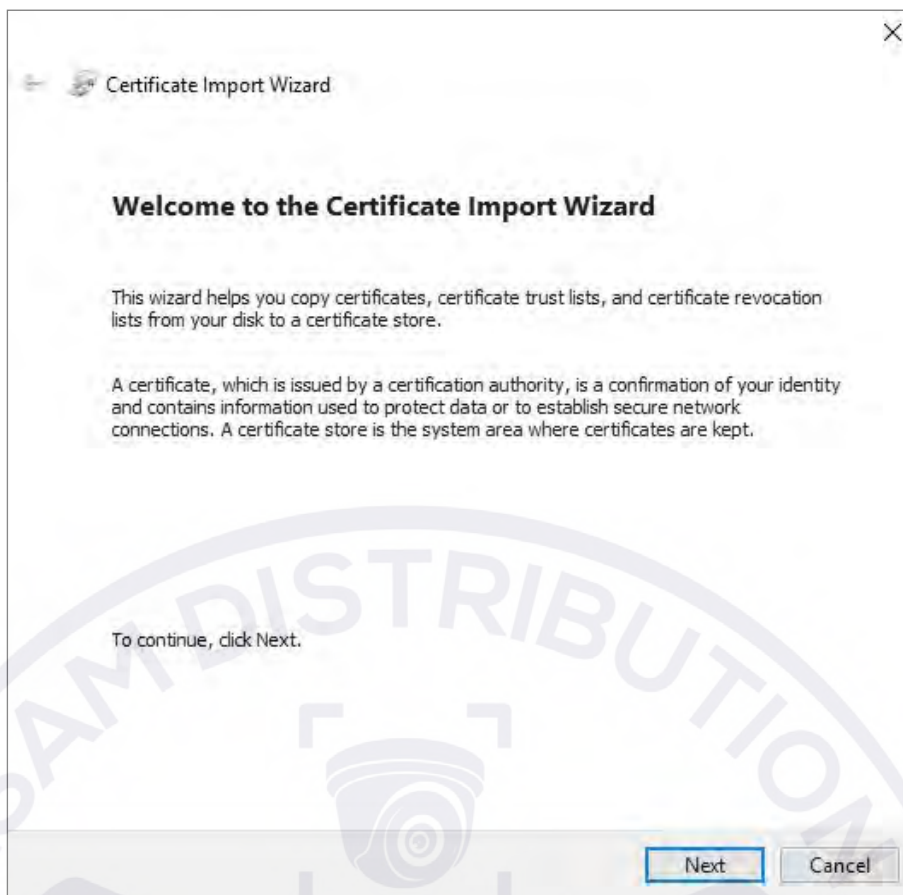 Certificate Import Wizard
Welcome to the Certificate Import Wizard
This wizard helps you copy certificates, certificate trust lists, and certificate revocation
lists from your disk to a certificate store.
A certificate, which is issued by a certification authority, is a confirmation of your identity
and contains information used to protect data or to establish secure network
connections. A certificate store is the system area where certificates are kept.
To continue, click Next.
SAM DISTRIBUTION
Next
Cancel